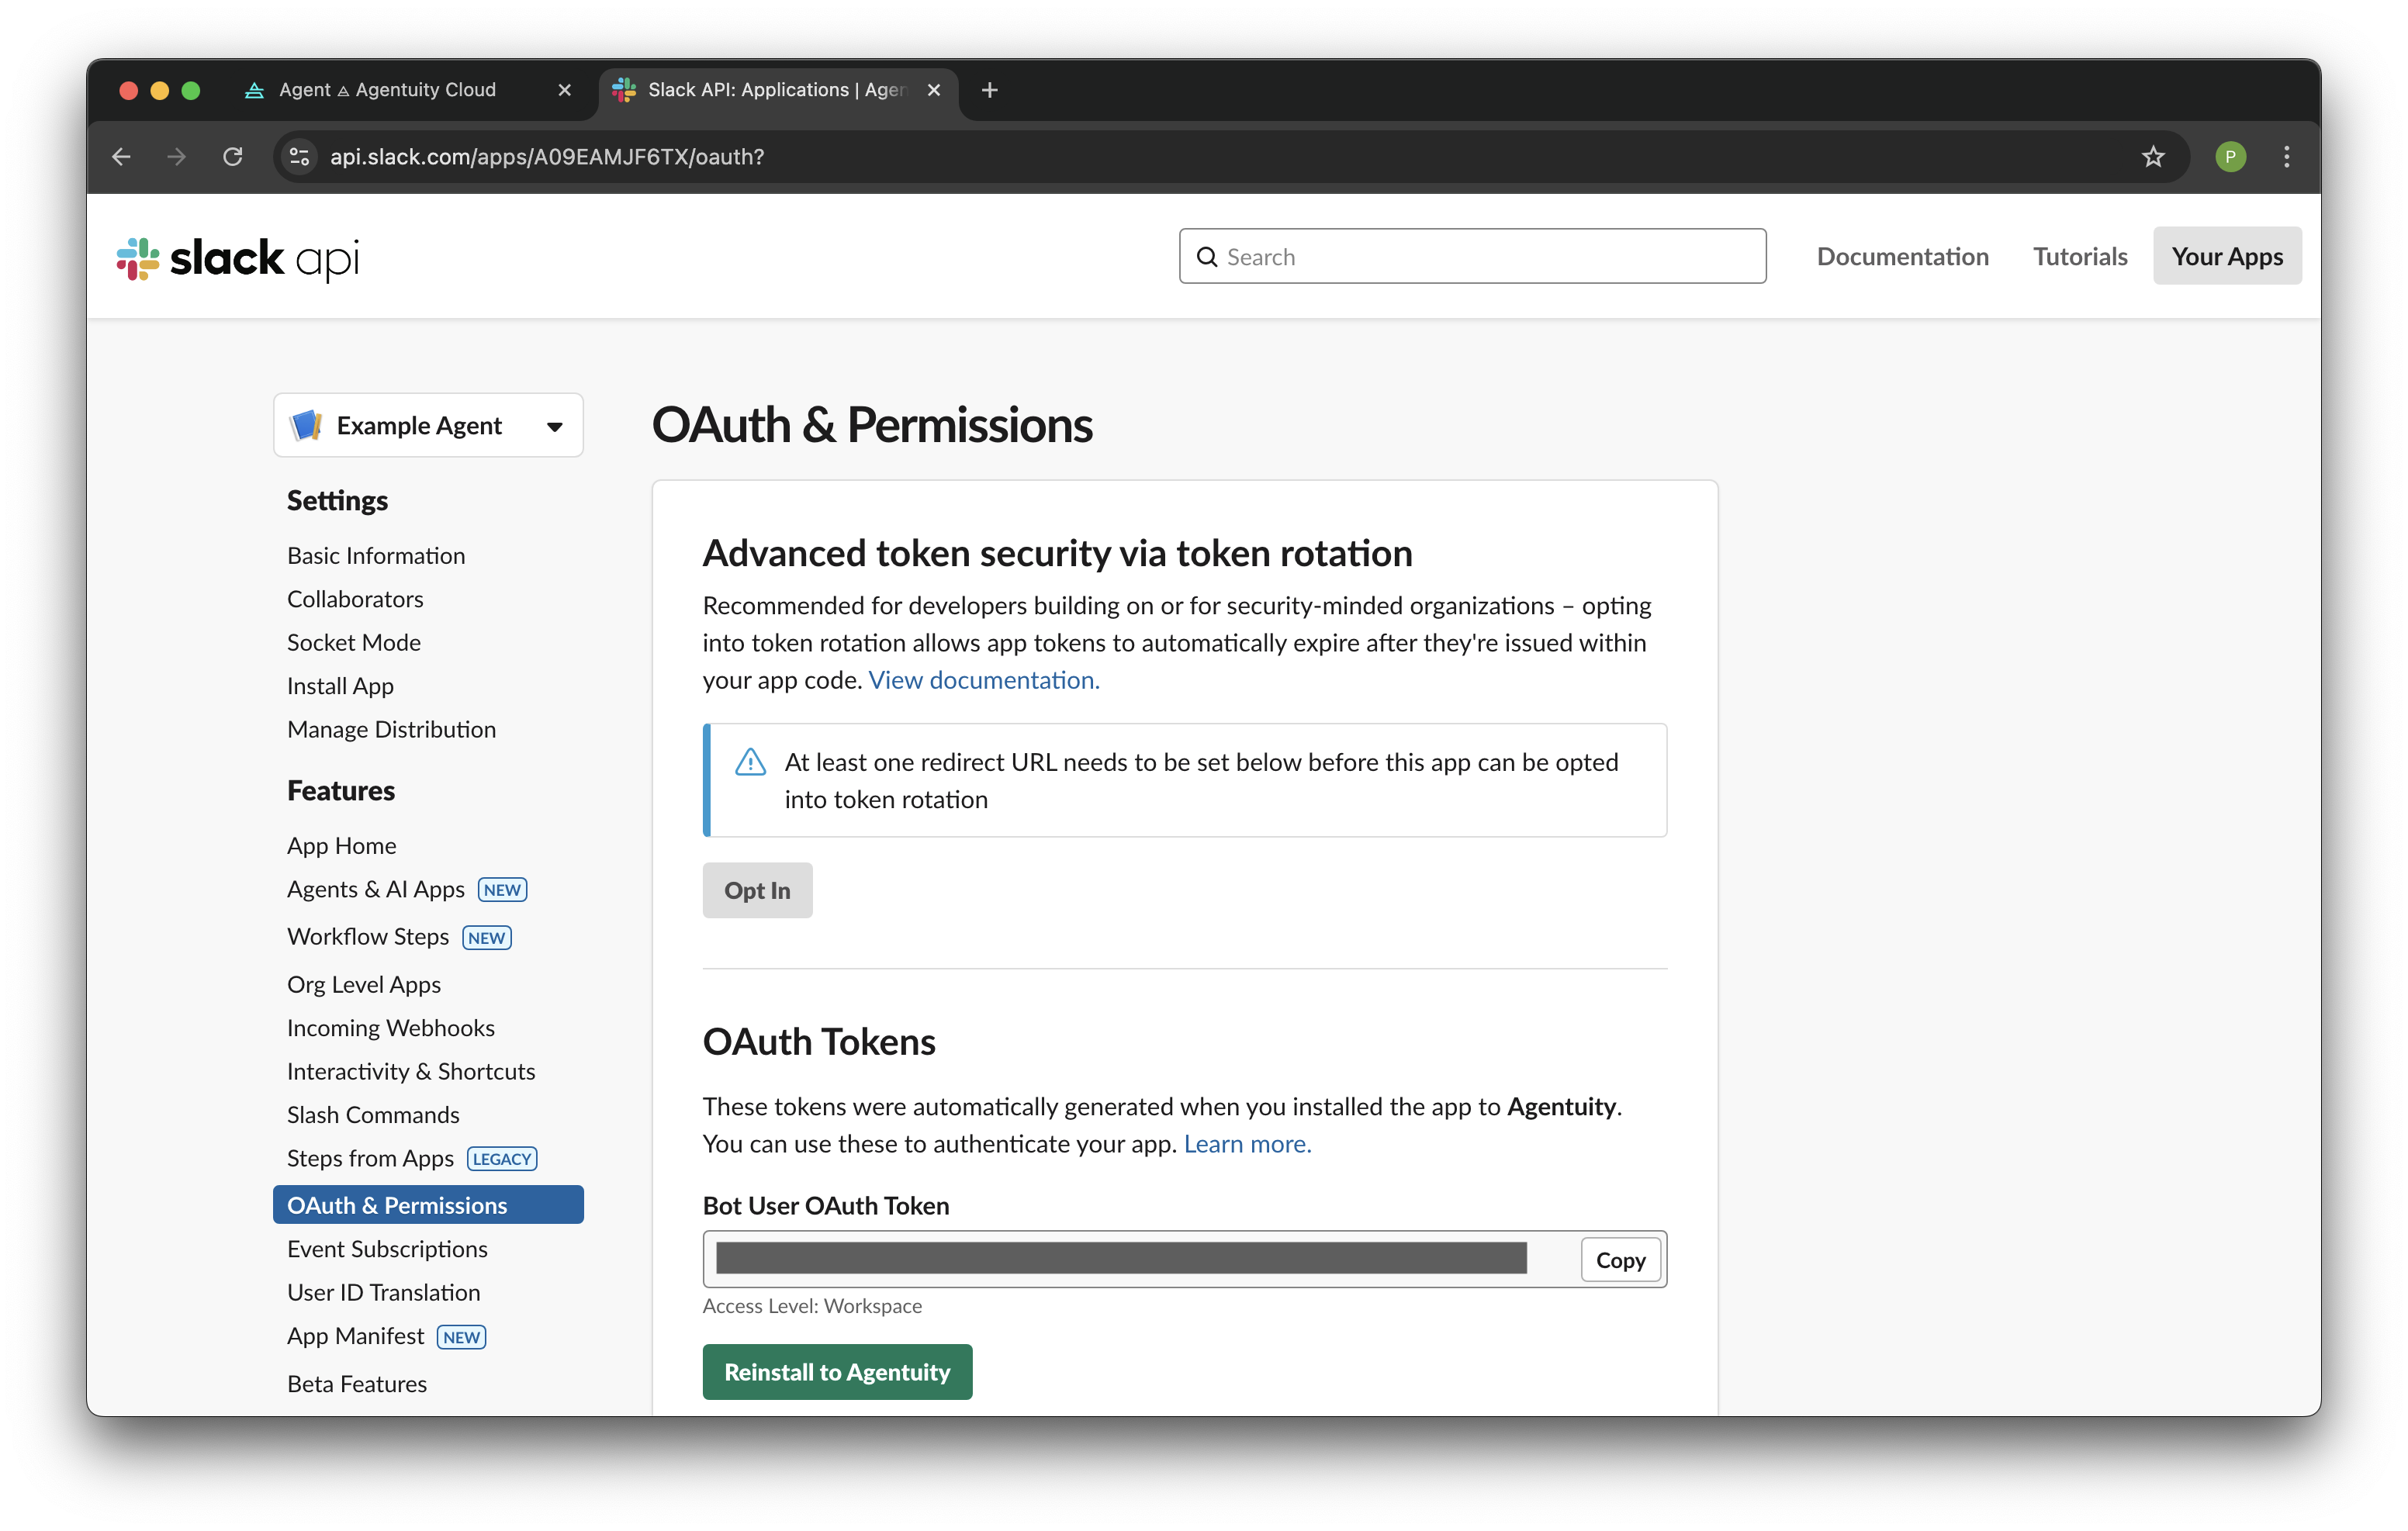 Agent ⟁ Agentuity Cloud
Slack API: Applications | Agen
api.slack.com/apps/A09EAMJF6TX/oauth?
P
slack api
Search
Documentation
Tutorials
Your Apps
Example Agent
Settings
Basic Information
Collaborators
Socket Mode
Install App
Manage Distribution
Features
App Home
Agents & AI Apps NEW
Workflow Steps NEW
Org Level Apps
Incoming Webhooks
Interactivity & Shortcuts
Slash Commands
Steps from Apps LEGACY
OAuth & Permissions
Event Subscriptions
User ID Translation
App Manifest NEW
Beta Features
OAuth & Permissions
Advanced token security via token rotation
Recommended for developers building on or for security-minded organizations – opting
into token rotation allows app tokens to automatically expire after they're issued within
your app code. View documentation.
At least one redirect URL needs to be set below before this app can be opted
into token rotation
Opt In
OAuth Tokens
These tokens were automatically generated when you installed the app to Agentuity.
You can use these to authenticate your app. Learn more.
Bot User OAuth Token
Copy
Access Level: Workspace
Reinstall to Agentuity